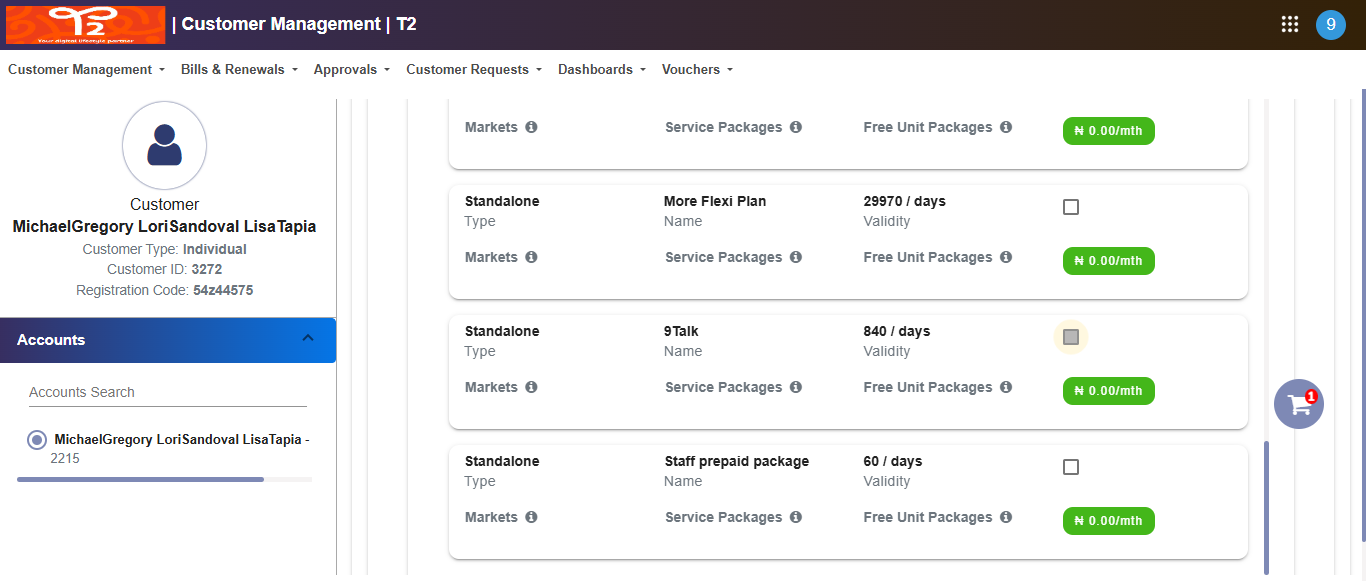 T2
Your digital lifestyle partner
| Customer Management | T2
9
Customer Management
Bills & Renewals
Approvals
Customer Requests
Dashboards
Vouchers
Customer
MichaelGregory LoriSandoval LisaTapia
Customer Type: Individual
Customer ID: 3272
Registration Code: 54z44575
Accounts
Accounts Search
MichaelGregory LoriSandoval LisaTapia -
2215
Markets
Service Packages
Free Unit Packages
₦ 0.00/mth
Standalone
More Flexi Plan
29970 / days
Type
Name
Validity
Markets
Service Packages
Free Unit Packages
₦ 0.00/mth
Standalone
9Talk
840 / days
Type
Name
Validity
Markets
Service Packages
Free Unit Packages
₦ 0.00/mth
Standalone
Staff prepaid package
60 / days
Type
Name
Validity
Markets
Service Packages
Free Unit Packages
₦ 0.00/mth
1